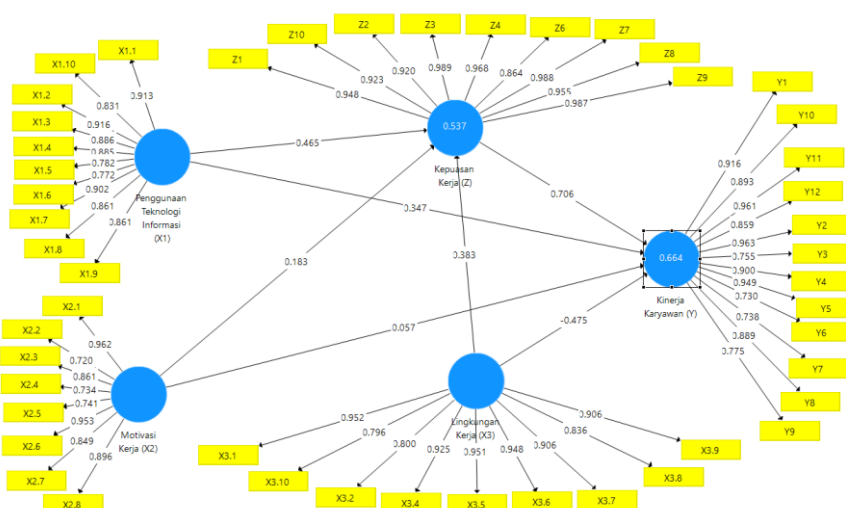 X1.1
X1.10
X1.2
X1.3
X1.4
X1.5
X1.6
X1.7
X1.8
X1.9
0.913
0.831
0.916
0.886
0.885
0.782
0.772
0.902
0.861
0.861
Penggunaan
Teknologi
Informasi
(X1)
Z1
Z10
Z2
Z3
Z4
Z6
Z7
Z8
Z9
0.948
0.923
0.920
0.989
0.968
0.864
0.988
0.955
0.987
0.537
Kepuasan
Kerja (Z)
0.465
0.347
0.183
0.057
0.383
0.706
-0.475
Y1
Y10
Y11
Y12
Y2
Y3
Y4
Y5
Y6
Y7
Y8
Y9
0.916
0.893
0.961
0.859
0.963
0.755
0.900
0.949
0.730
0.738
0.889
0.775
0.664
Kinerja
Karyawan (Y)
X2.1
X2.2
X2.3
X2.4
X2.5
X2.6
X2.7
X2.8
0.962
0.720
0.861
0.734
0.741
0.953
0.849
0.896
Motivasi
Kerja (X2)
Lingkungan
Kerja (X3)
0.952
0.796
0.800
0.925
0.951
0.948
0.906
0.836
0.906
X3.1
X3.10
X3.2
X3.4
X3.5
X3.6
X3.7
X3.8
X3.9